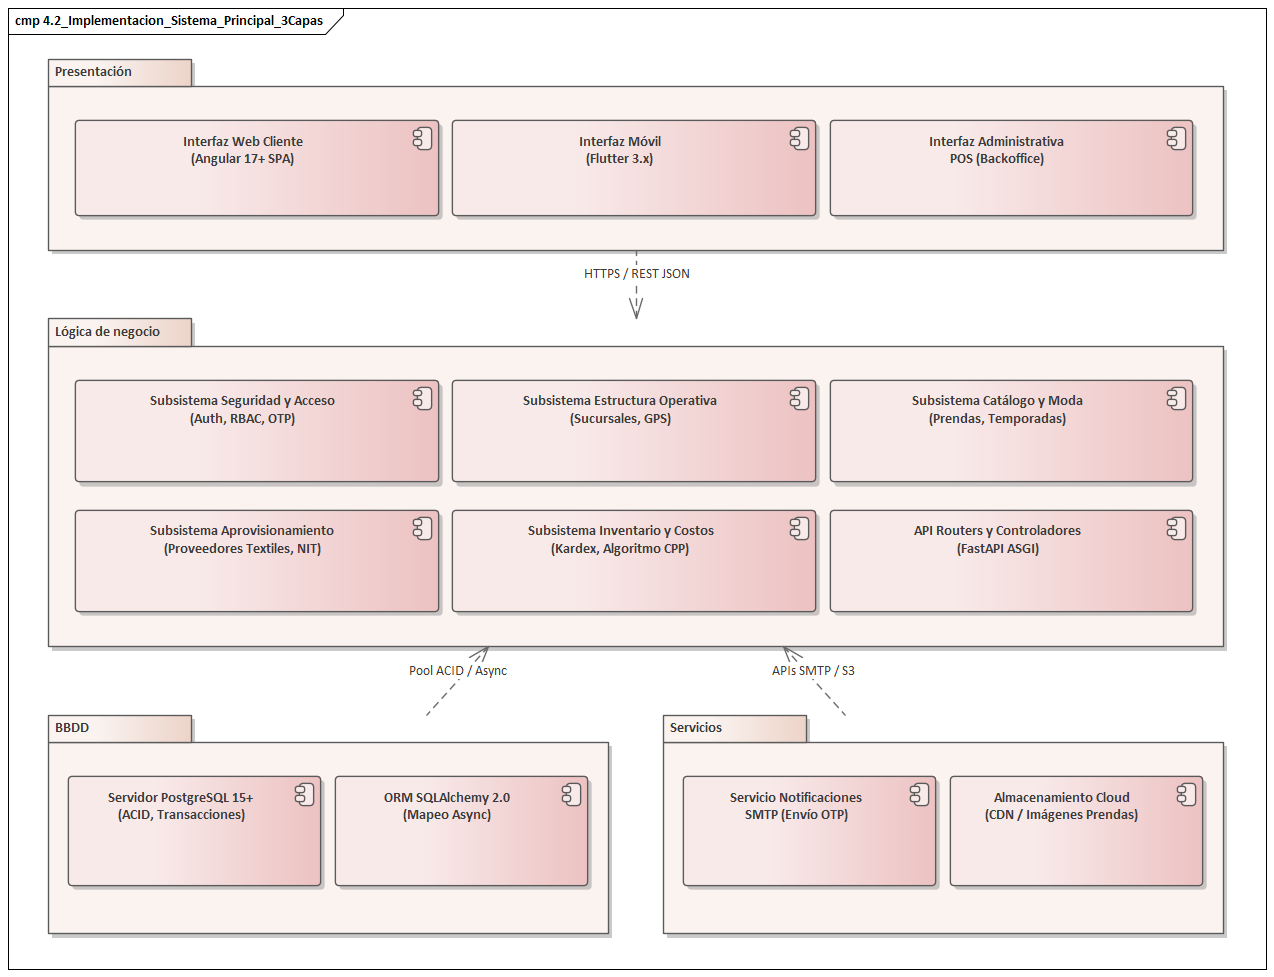 cmp 4.2_Implementacion_Sistema_Principal_3Capas
Presentación
Interfaz Web Cliente
(Angular 17+ SPA)
Interfaz Móvil
(Flutter 3.x)
Interfaz Administrativa
POS (Backoffice)
HTTPS / REST JSON
Lógica de negocio
Subsistema Seguridad y Acceso
(Auth, RBAC, OTP)
Subsistema Estructura Operativa
(Sucursales, GPS)
Subsistema Catálogo y Moda
(Prendas, Temporadas)
Subsistema Aprovisionamiento
(Proveedores Textiles, NIT)
Subsistema Inventario y Costos
(Kardex, Algoritmo CPP)
API Routers y Controladores
(FastAPI ASGI)
Pool ACID / Async
APIs SMTP / S3
BBDD
Servidor PostgreSQL 15+
(ACID, Transacciones)
ORM SQLAlchemy 2.0
(Mapeo Async)
Servicios
Servicio Notificaciones
SMTP (Envío OTP)
Almacenamiento Cloud
(CDN / Imágenes Prendas)